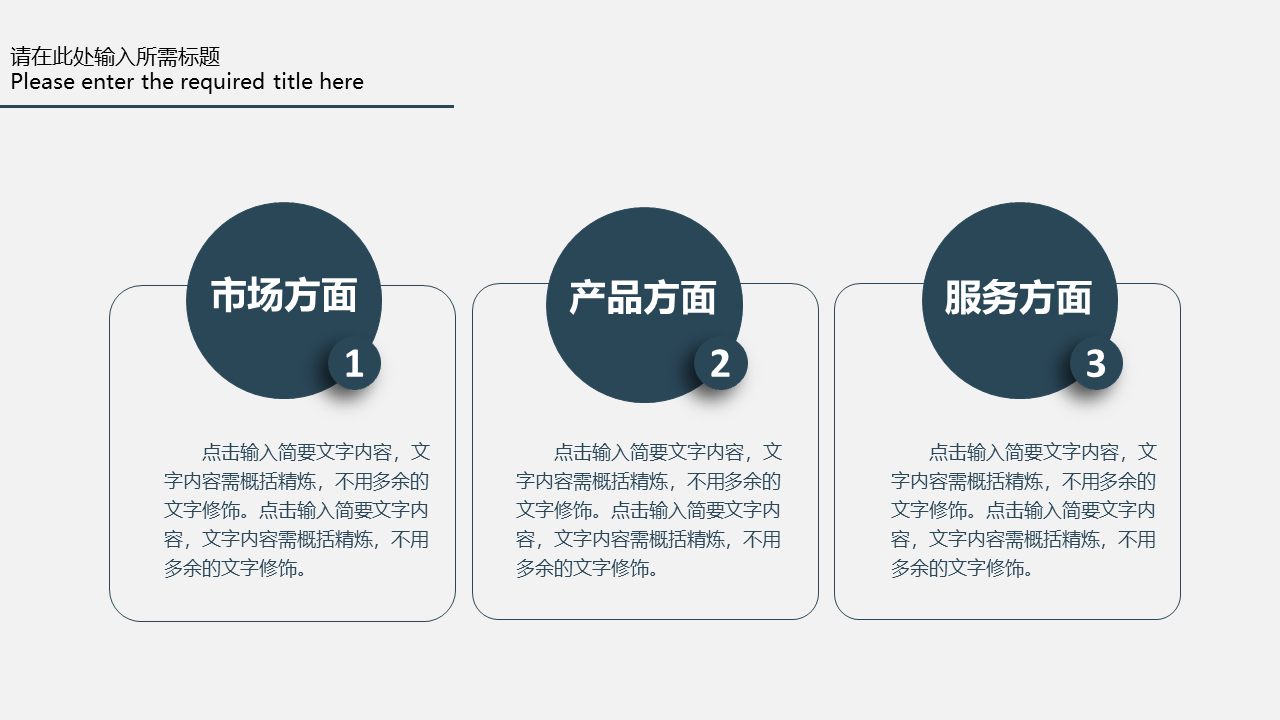 请在此处输入所需标题
Please enter the required title here
市场方面
1
点击输入简要文字内容，文
字内容需概括精炼，不用多余的
文字修饰。点击输入简要文字内
容，文字内容需概括精炼，不用
多余的文字修饰。
产品方面
2
点击输入简要文字内容，文
字内容需概括精炼，不用多余的
文字修饰。点击输入简要文字内
容，文字内容需概括精炼，不用
多余的文字修饰。
服务方面
3
点击输入简要文字内容，文
字内容需概括精炼，不用多余的
文字修饰。点击输入简要文字内
容，文字内容需概括精炼，不用
多余的文字修饰。